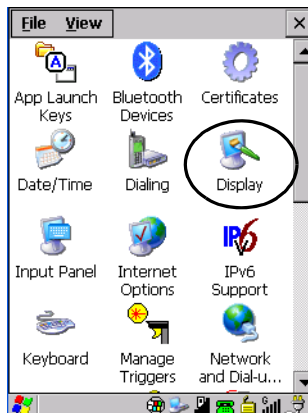 File View
App Launch Keys
Bluetooth Devices
Certificates
Date/Time
Dialing
Display
Input Panel
Internet Options
IPv6 Support
Keyboard
Manage Triggers
Network and Dial-u...